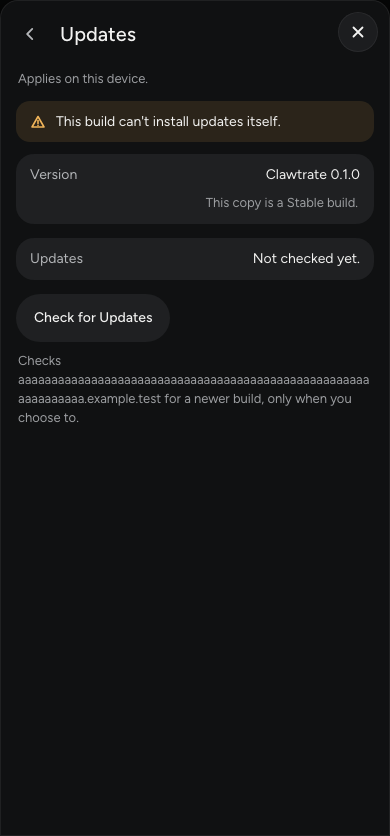 Updates
Applies on this device.
This build can't install updates itself.
Version
Clawtrate 0.1.0
This copy is a Stable build.
Updates
Not checked yet.
Check for Updates
Checks
aaaaaaaaaaaaaaaaaaaaaaaaaaaaaaaaaaaaaaaaaaaaaaaaaaaaa
aaaaaaaaaa.example.test for a newer build, only when you
choose to.